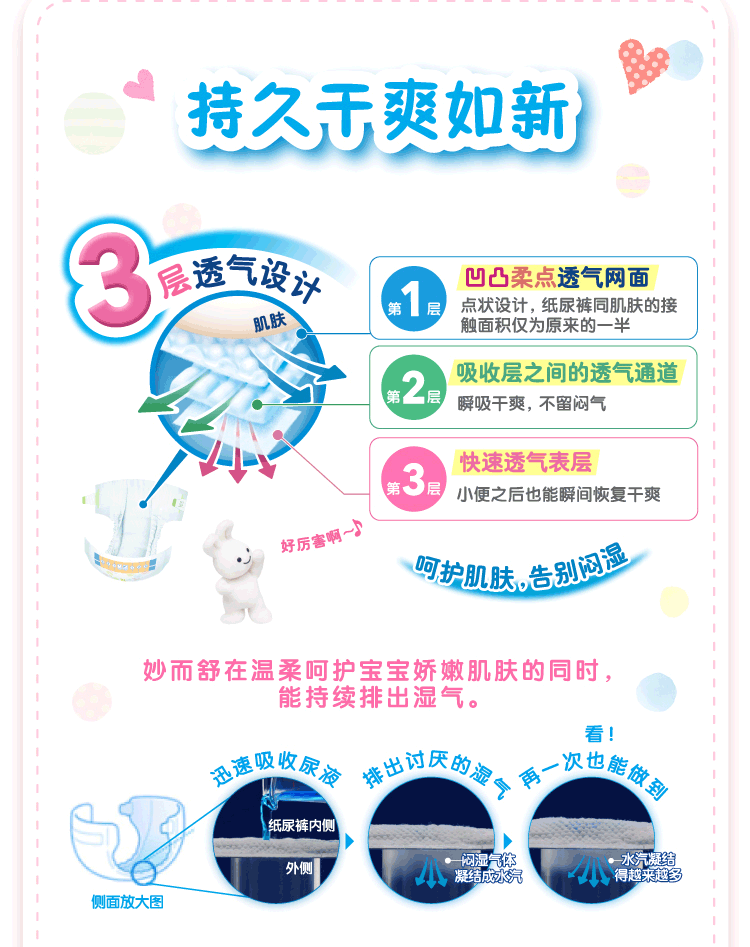 持久干爽如新
3层透气设计
肌肤
第1层
凹凸柔点透气网面
点状设计，纸尿裤同肌肤的接
触面积仅为原来的一半
第2层
吸收层之间的透气通道
瞬吸干爽，不留闷气
第3层
快速透气表层
小便之后也能瞬间恢复干爽
好厉害啊～♪
呵护肌肤，告别闷湿
妙而舒在温柔呵护宝宝娇嫩肌肤的同时，
能持续排出湿气。
迅速吸收尿液
排出讨厌的湿气
看！
再一次也能做到
纸尿裤内侧
外侧
闷湿气体
凝结成水汽
水汽凝结
得越来越多
侧面放大图